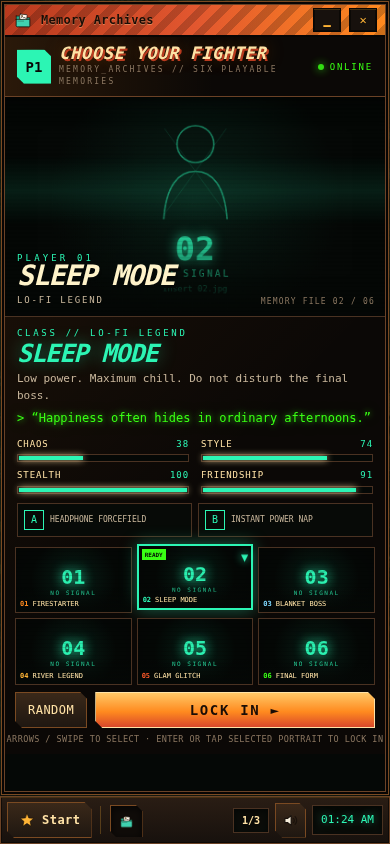 Memory Archives
P1
CHOOSE YOUR FIGHTER
MEMORY_ARCHIVES // SIX PLAYABLE
MEMORIES
ONLINE
02
SIGNAL
PLAYER 01
SLEEP MODE
LO-FI LEGEND
MEMORY FILE 02 / 06
CLASS // LO-FI LEGEND
SLEEP MODE
Low power. Maximum chill. Do not disturb the final
boss.
> “Happiness often hides in ordinary afternoons.”
CHAOS 38
STYLE 74
STEALTH 100
FRIENDSHIP 91
A HEADPHONE FORCEFIELD
B INSTANT POWER NAP
01
NO SIGNAL
01 FIRESTARTER
READY
02
NO SIGNAL
02 SLEEP MODE
03
NO SIGNAL
03 BLANKET BOSS
04
NO SIGNAL
04 RIVER LEGEND
05
NO SIGNAL
05 GLAM GLITCH
06
NO SIGNAL
06 FINAL FORM
RANDOM
LOCK IN ►
ARROWS / SWIPE TO SELECT · ENTER OR TAP SELECTED PORTRAIT TO LOCK IN
Start
1/3
01:24 AM